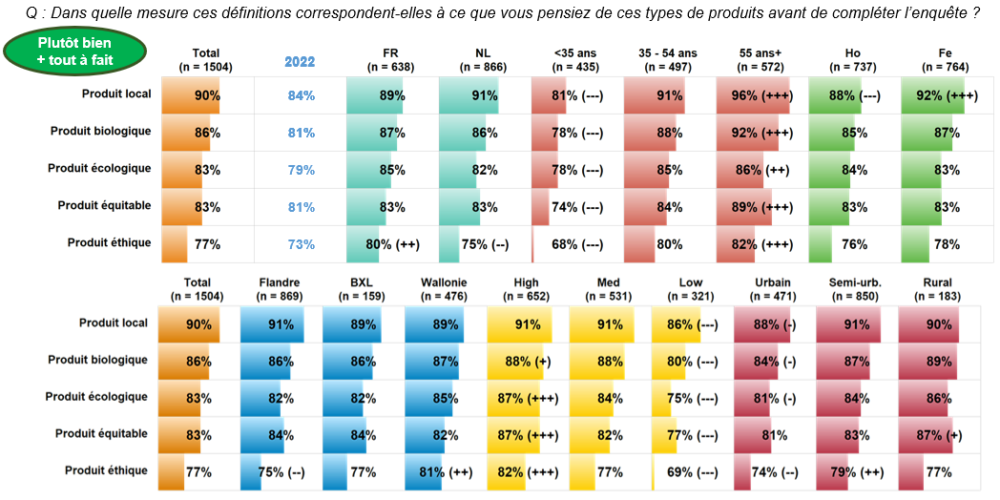 Q : Dans quelle mesure ces définitions correspondent-elles à ce que vous pensiez de ces types de produits avant de compléter l'enquête ?
Plutôt bien
+ tout à fait
Total 2022 FR NL <35 ans 35 - 54 ans 55 ans+ Ho Fe
(n = 1504) (n = 638) (n = 866) (n = 435) (n = 497) (n = 572) (n = 737) (n = 764)
Produit local 90% 84% 89% 91% 81% (---) 91% 96% (+++) 88% (---) 92% (+++)
Produit biologique 86% 81% 87% 86% 78% (---) 88% 92% (+++) 85% 87%
Produit écologique 83% 79% 85% 82% 78% (---) 85% 86% (++) 84% 83%
Produit équitable 83% 81% 83% 83% 74% (---) 84% 89% (+++) 83% 83%
Produit éthique 77% 73% 80% (++) 75% (--) 68% (---) 80% 82% (+++) 76% 78%
Total Flandre BXL Wallonie High Med Low Urbain Semi-urb. Rural
(n = 1504) (n = 869) (n = 159) (n = 476) (n = 652) (n = 531) (n = 321) (n = 471) (n = 850) (n = 183)
Produit local 90% 91% 89% 89% 91% 91% 86% (---) 88% (-) 91% 90%
Produit biologique 86% 86% 86% 87% 88% (+) 88% 80% (---) 84% (-) 87% 89%
Produit écologique 83% 82% 82% 85% 87% (+++) 84% 75% (---) 81% (-) 84% 86%
Produit équitable 83% 84% 84% 82% 87% (+++) 82% 77% (---) 81% 83% 87% (+)
Produit éthique 77% 75% (--) 77% 81% (++) 82% (+++) 77% 69% (---) 74% (--) 79% (++) 77%